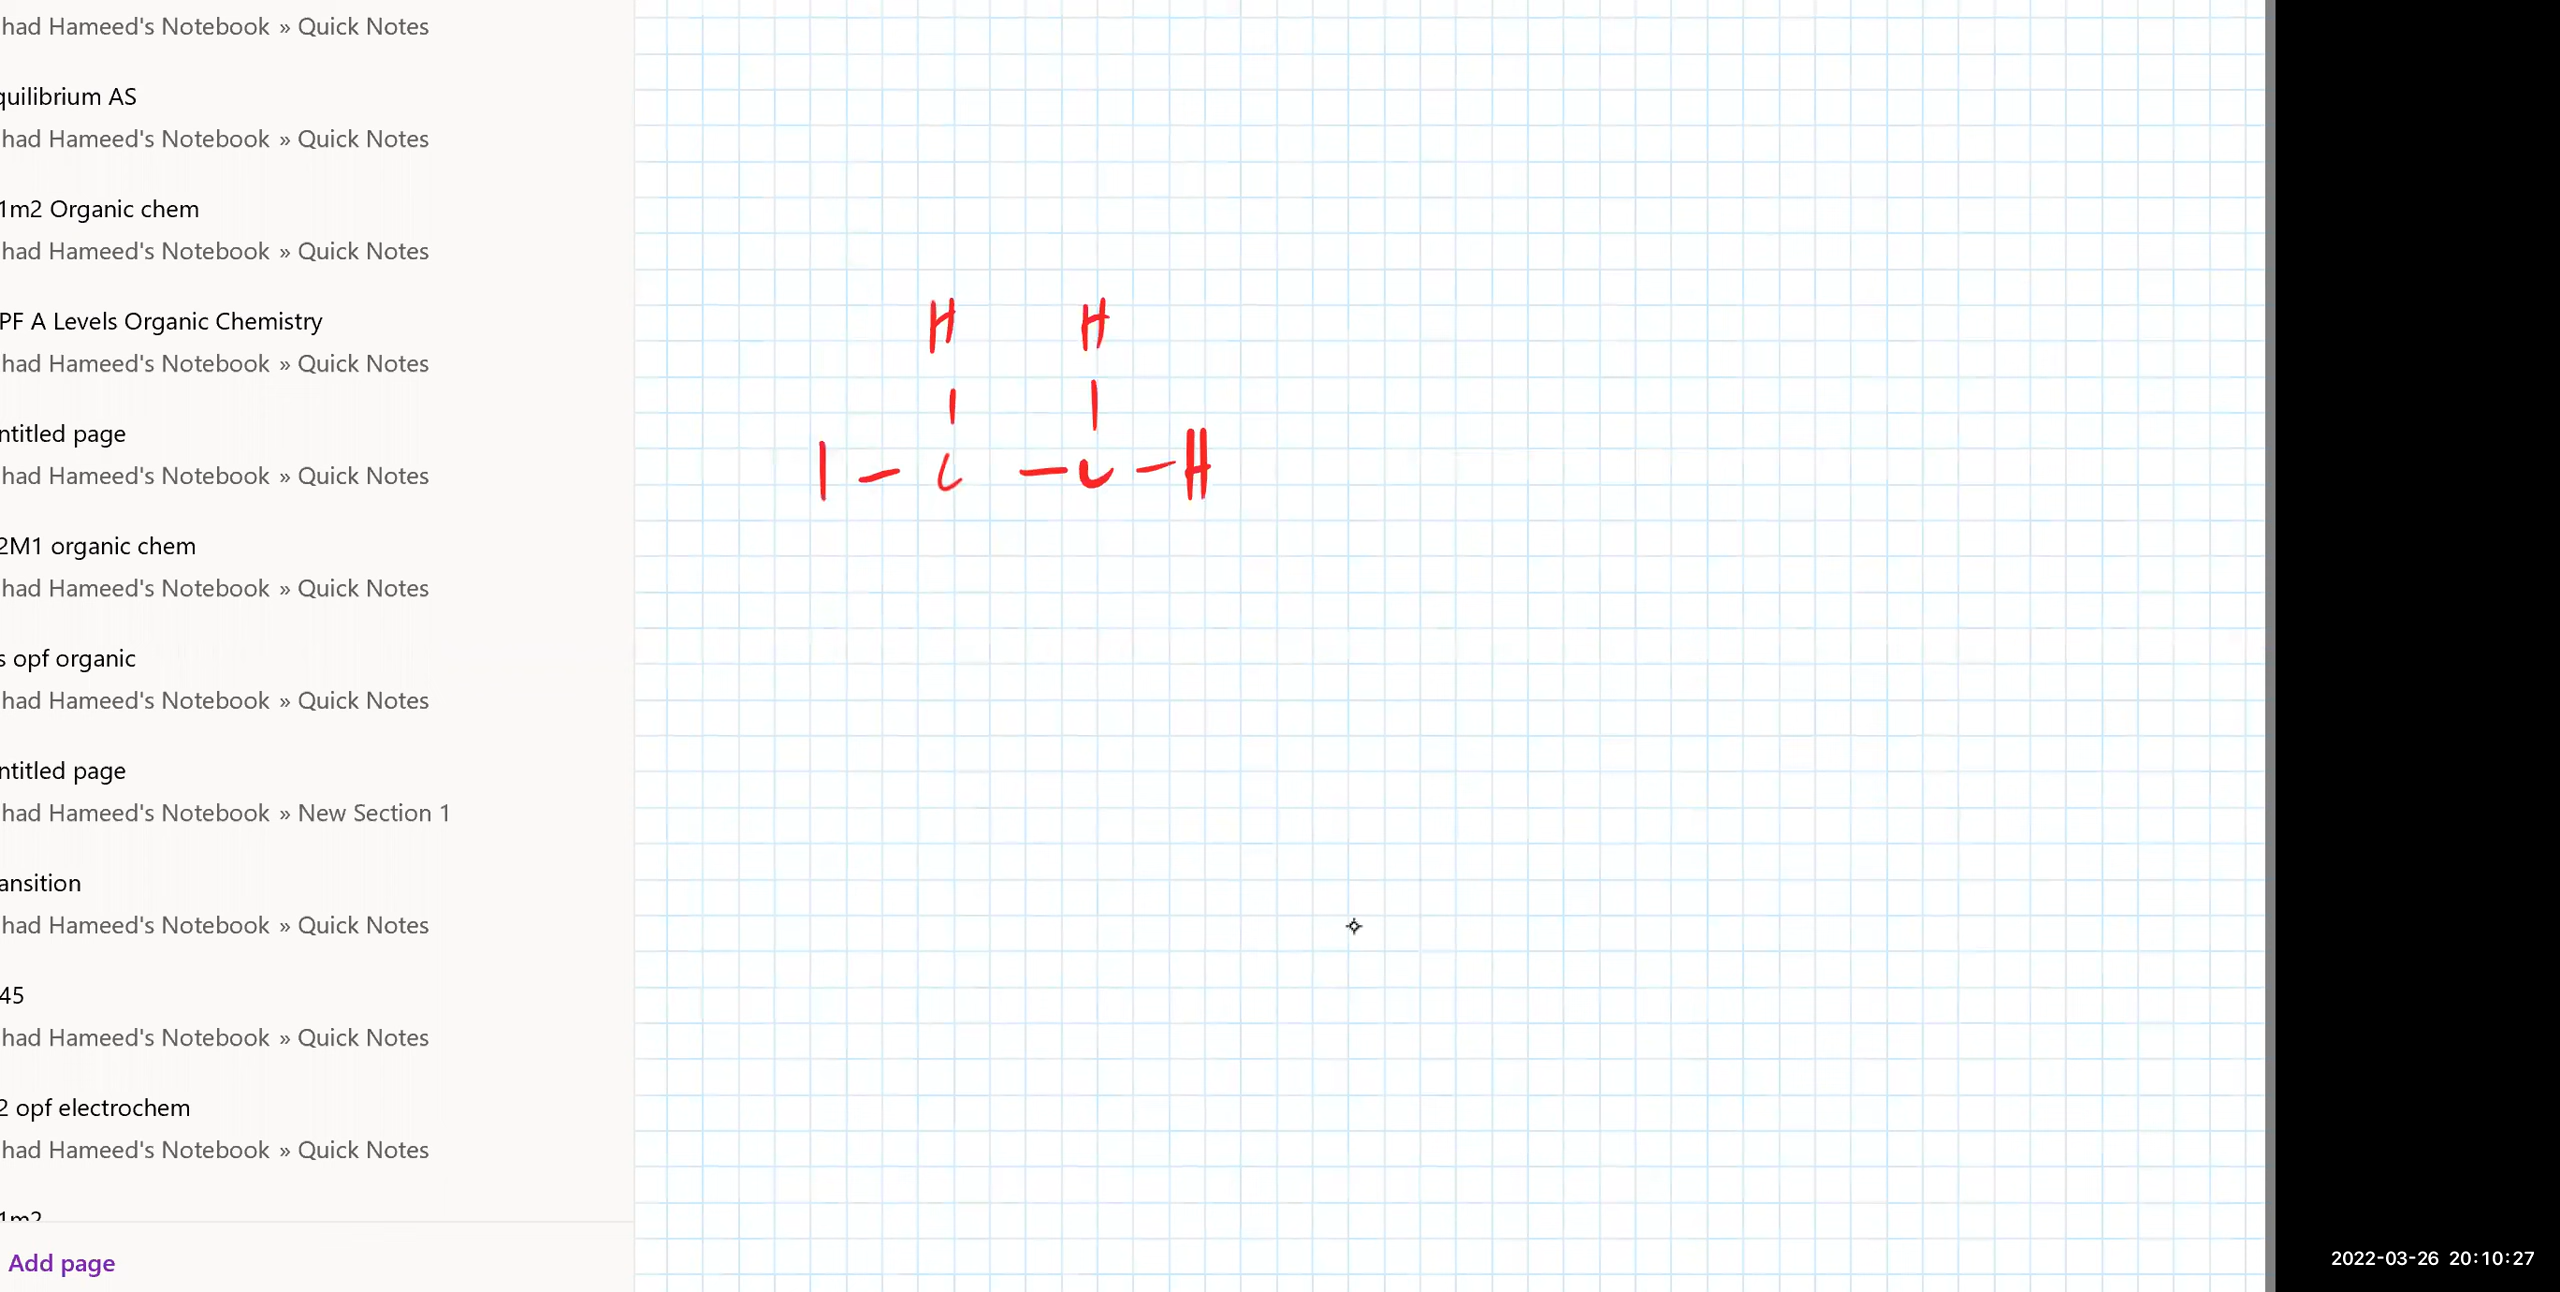 had Hameed's Notebook » Quick Notes
quilibrium AS
had Hameed's Notebook » Quick Notes
1m2 Organic chem
had Hameed's Notebook » Quick Notes
PF A Levels Organic Chemistry
had Hameed's Notebook » Quick Notes
ntitled page
had Hameed's Notebook » Quick Notes
2M1 organic chem
had Hameed's Notebook » Quick Notes
s opf organic
had Hameed's Notebook » Quick Notes
ntitled page
had Hameed's Notebook » New Section 1
ansition
had Hameed's Notebook » Quick Notes
45
had Hameed's Notebook » Quick Notes
2 opf electrochem
had Hameed's Notebook » Quick Notes
1m2
Add page
H H
I - C - C - H
2022-03-26 20:10:27